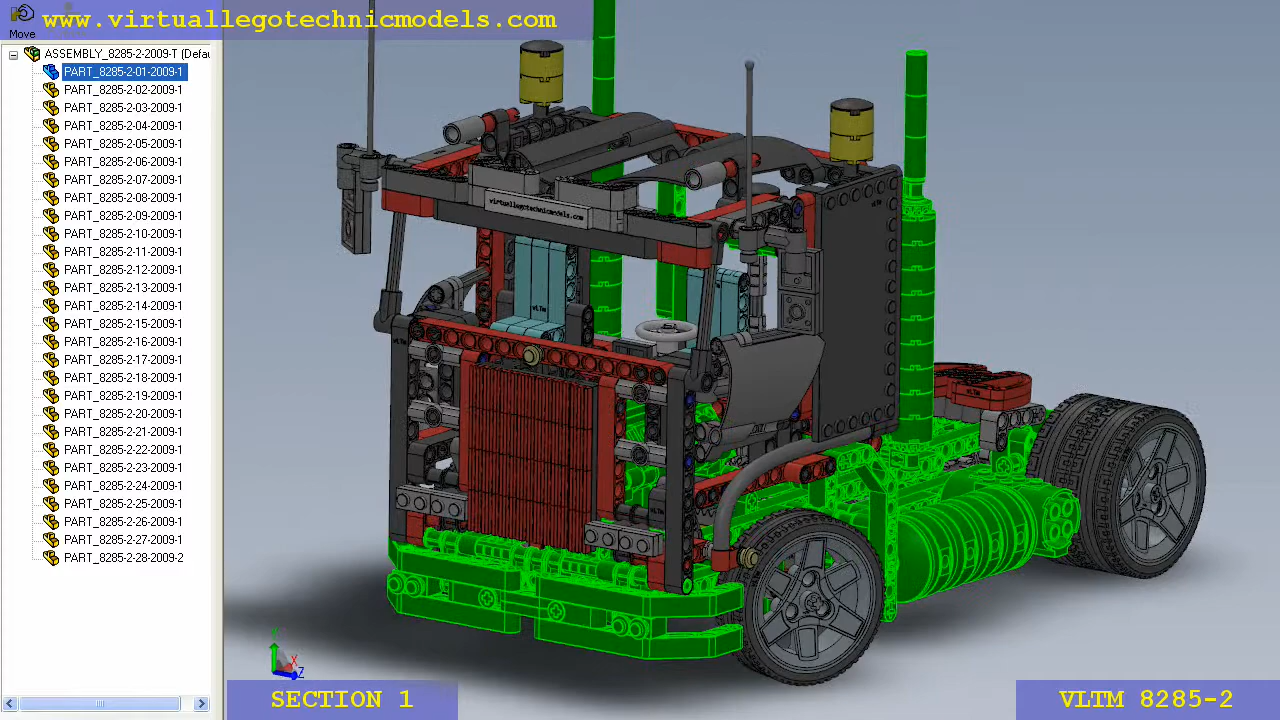 www.virtuallegotechnicmodels.com
Move
ASSEMBLY_8285-2-2009-T (Defau
PART_8285-2-01-2009-1
PART_8285-2-02-2009-1
PART_8285-2-03-2009-1
PART_8285-2-04-2009-1
PART_8285-2-05-2009-1
PART_8285-2-06-2009-1
PART_8285-2-07-2009-1
PART_8285-2-08-2009-1
PART_8285-2-09-2009-1
PART_8285-2-10-2009-1
PART_8285-2-11-2009-1
PART_8285-2-12-2009-1
PART_8285-2-13-2009-1
PART_8285-2-14-2009-1
PART_8285-2-15-2009-1
PART_8285-2-16-2009-1
PART_8285-2-17-2009-1
PART_8285-2-18-2009-1
PART_8285-2-19-2009-1
PART_8285-2-20-2009-1
PART_8285-2-21-2009-1
PART_8285-2-22-2009-1
PART_8285-2-23-2009-1
PART_8285-2-24-2009-1
PART_8285-2-25-2009-1
PART_8285-2-26-2009-1
PART_8285-2-27-2009-1
PART_8285-2-28-2009-2
virtuallegotechnicmodels.com
vLTm
vLTm
vLTm
vLTm
vLTm
Y
X
Z
SECTION 1
VLTM 8285-2